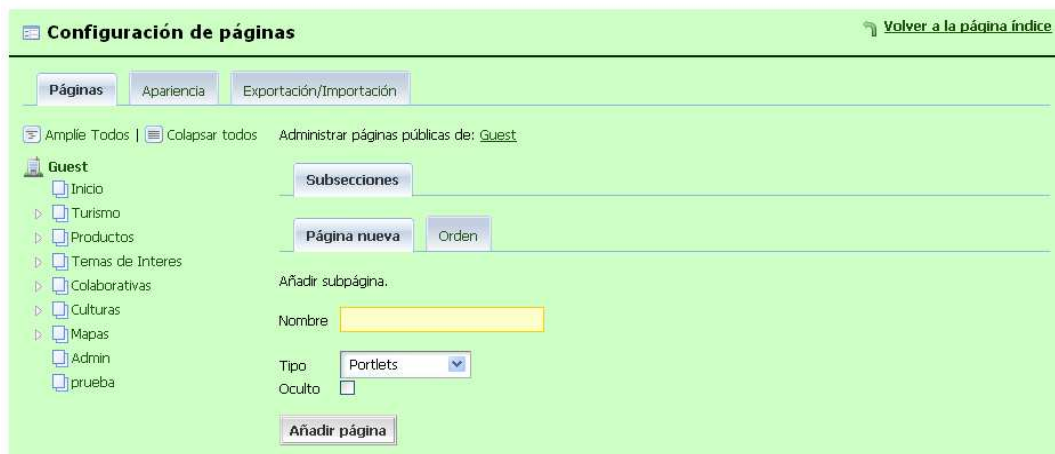 Configuración de páginas
Volver a la página índice
Páginas
Apariencia
Exportación/Importación
Amplíe Todos | Colapsar todos
Administrar páginas públicas de: Guest
Guest
Inicio
Turismo
Productos
Temas de Interes
Colaborativas
Culturas
Mapas
Admin
prueba
Subsecciones
Página nueva
Orden
Añadir subpágina.
Nombre
Tipo Portlets
Oculto
Añadir página